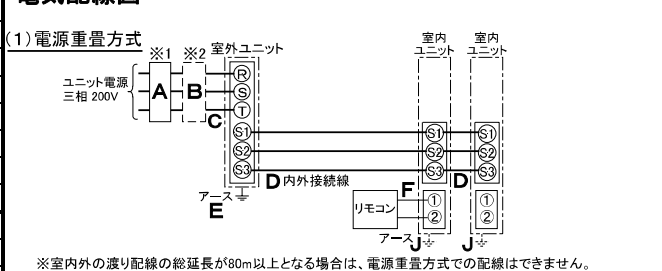 (1)電源重畳方式
※1 ※2
室外ユニット
室内ユニット
室内ユニット
ユニット電源
三相 200V
A
B
C
R
S
T
S1
S2
S3
S1
S2
S3
S1
S2
S3
D 内外接続線
D
アース
E
F
リモコン
①
②
①
②
アース J
J
※室内外の渡り配線の総延長が80m以上となる場合は、電源重畳方式での配線はできません。